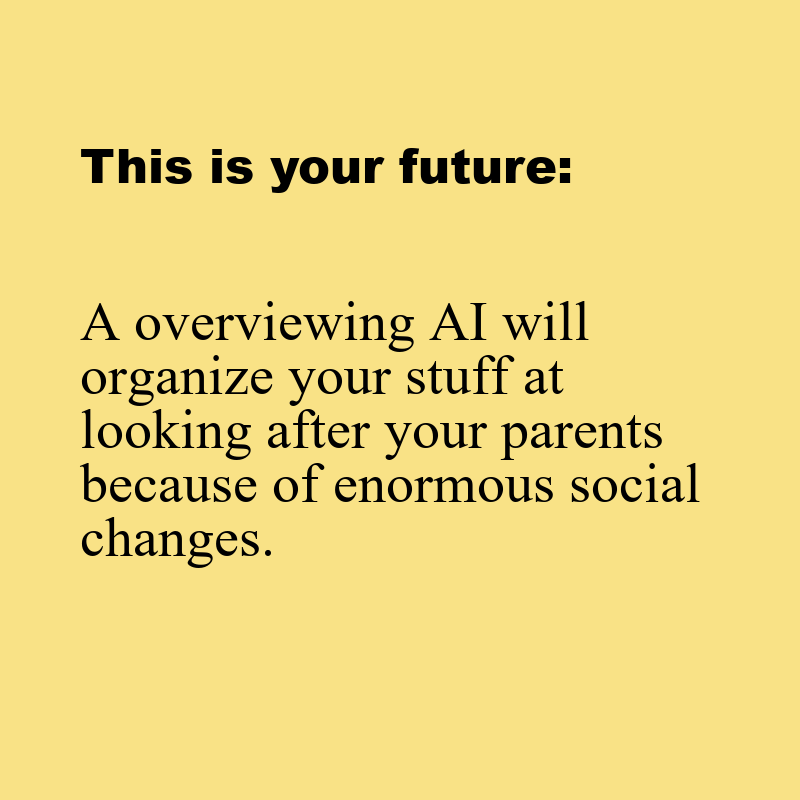 This is your future:
A overviewing AI will
organize your stuff at
looking after your parents
because of enormous social
changes.